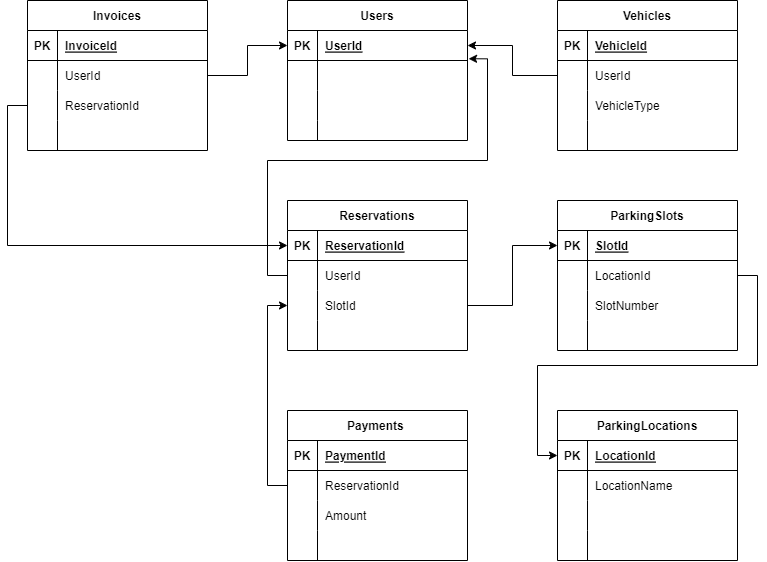 Invoices
PK InvoiceId
UserId
ReservationId
Users
PK UserId
Vehicles
PK VehicleId
UserId
VehicleType
Reservations
PK ReservationId
UserId
SlotId
ParkingSlots
PK SlotId
LocationId
SlotNumber
Payments
PK PaymentId
ReservationId
Amount
ParkingLocations
PK LocationId
LocationName